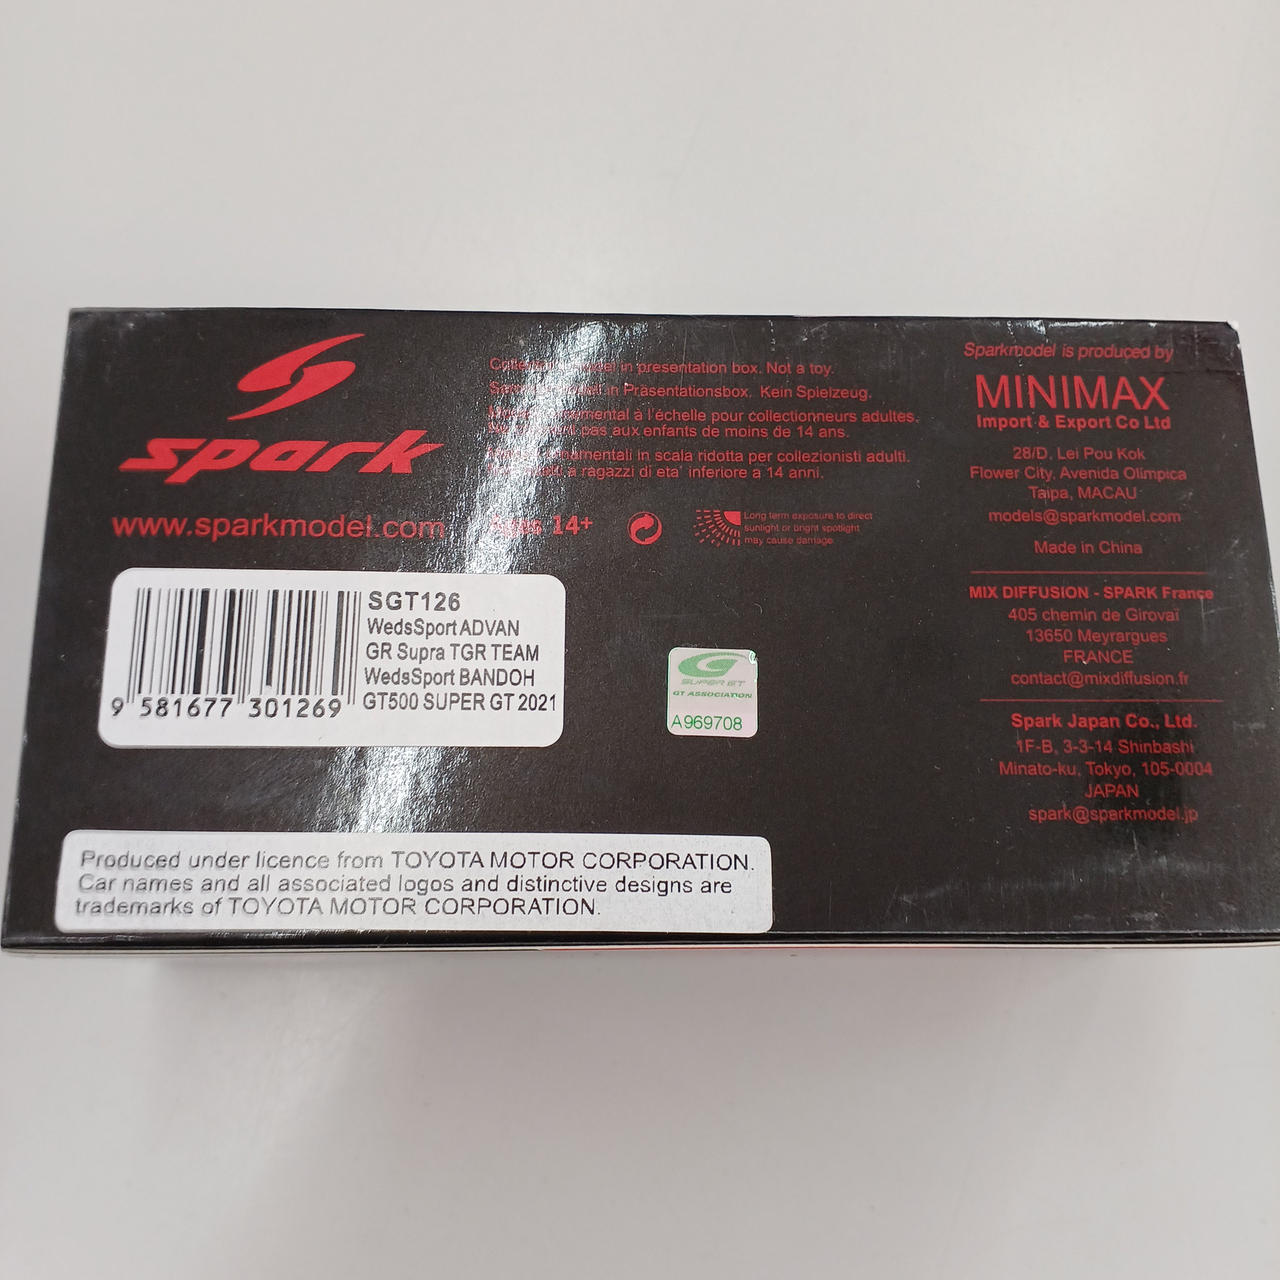 spark
www.sparkmodel.com
in presentation box. Not a toy.
in Präsentationsbox. Kein Spielzeug.
à l'échelle pour collectionneurs adultes.
pas aux enfants de moins de 14 ans.
in scala ridotta per collezionisti adulti.
a ragazzi di eta' inferiore a 14 anni.
Ages 14+
Long term exposure to direct
sunlight or bright spotlight
may cause damage
Sparkmodel is produced by
MINIMAX
Import & Export Co Ltd
28/D, Lei Pou Kok
Flower City, Avenida Olímpica
Taipa, MACAU
models@sparkmodel.com
Made in China
MIX DIFFUSION - SPARK France
405 chemin de Girovaï
13650 Meyrargues
FRANCE
contact@mixdiffusion.fr
Spark Japan Co., Ltd.
1F-B, 3-3-14 Shinbashi
Minato-ku, Tokyo, 105-0004
JAPAN
spark@sparkmodel.jp
SGT126
WedsSport ADVAN
GR Supra TGR TEAM
WedsSport BANDOH
GT500 SUPER GT 2021
9 581677 301269
SUPER GT
GT ASSOCIATION
A969708
Produced under licence from TOYOTA MOTOR CORPORATION.
Car names and all associated logos and distinctive designs are
trademarks of TOYOTA MOTOR CORPORATION.